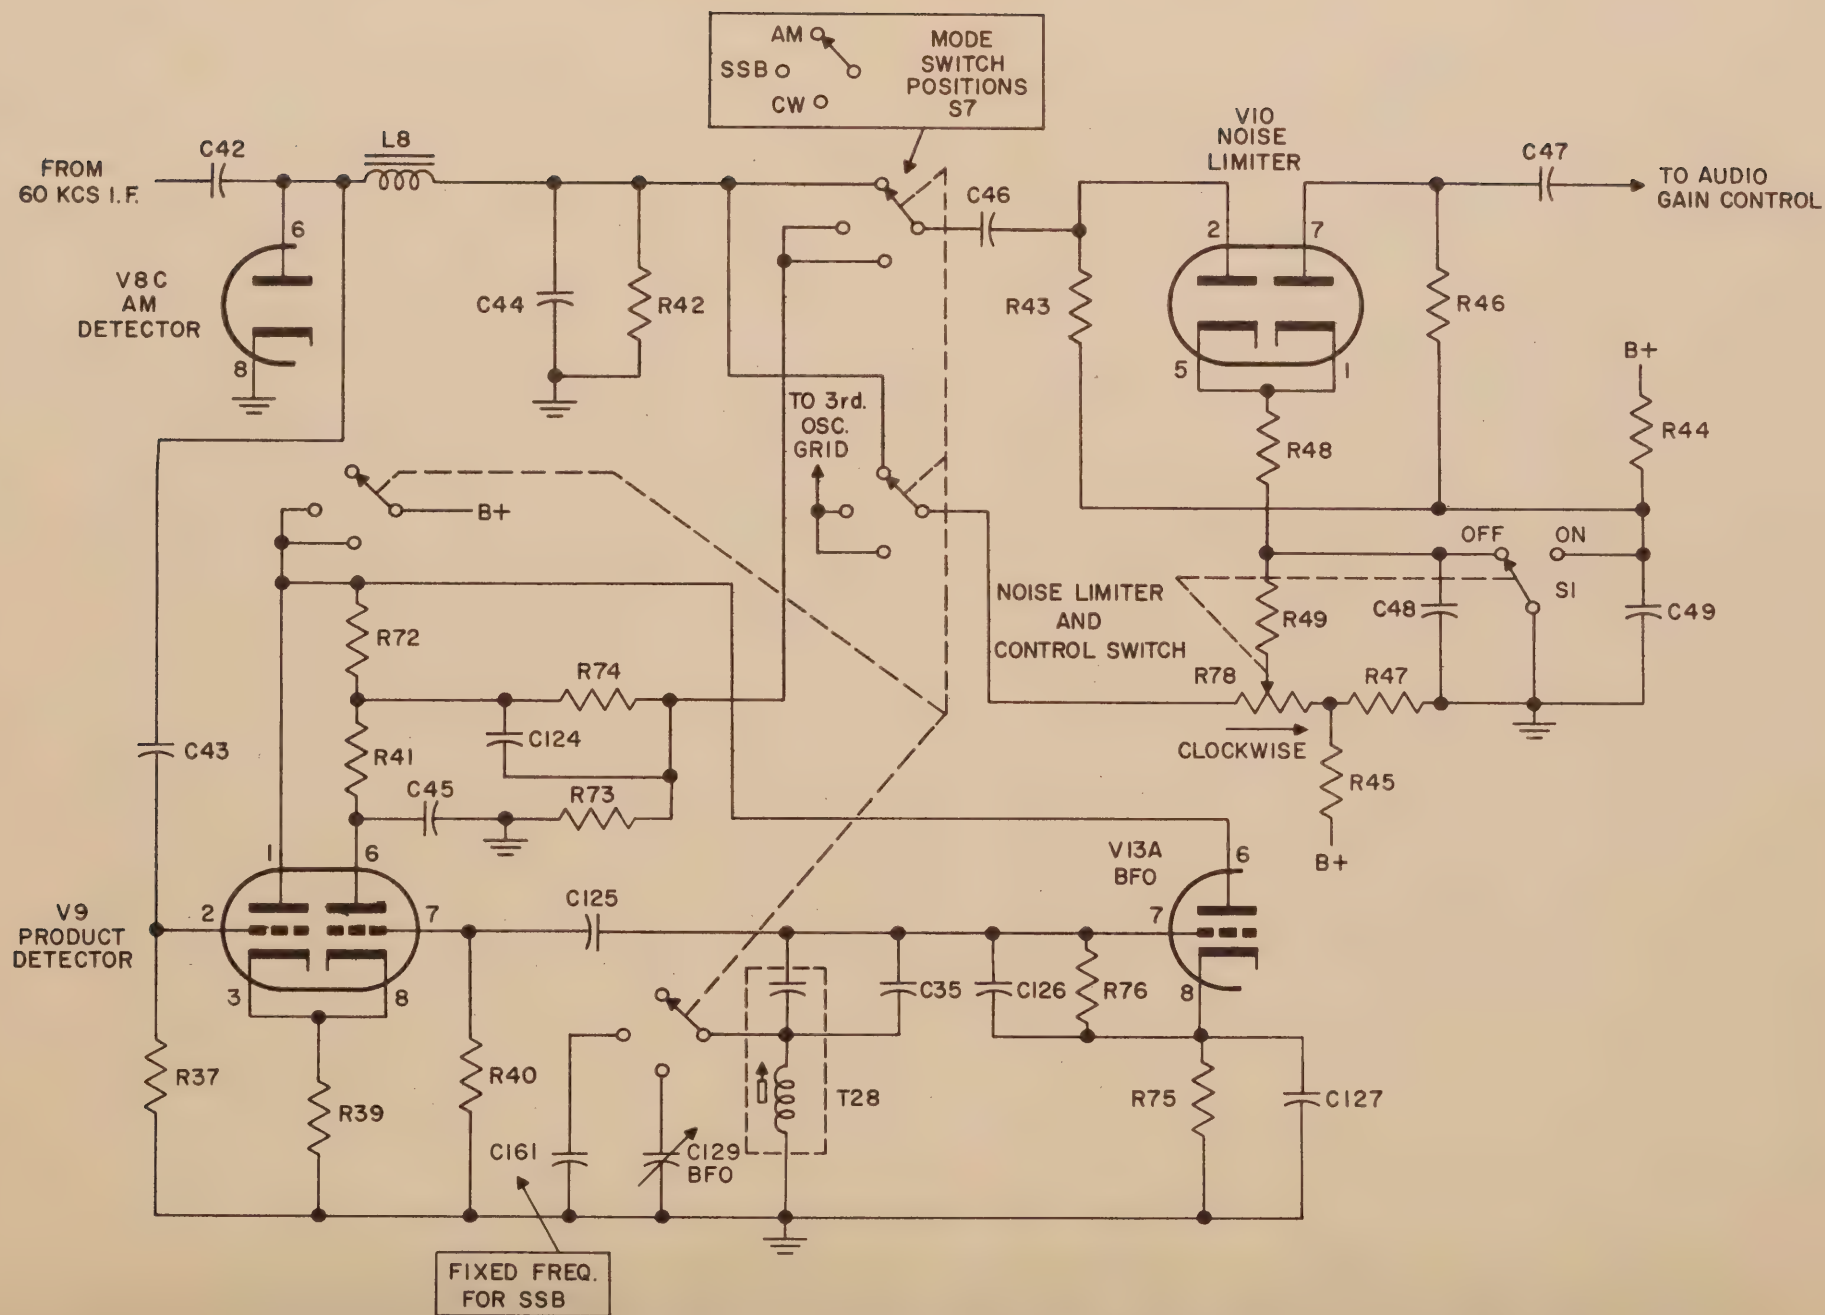 AM
SSB
CW
MODE
SWITCH
POSITIONS
S7
FROM
60 KCS I.F.
C42
L8
V10
NOISE
LIMITER
C47
TO AUDIO
GAIN CONTROL
6
V8C
AM
DETECTOR
8
C44
R42
C46
R43
2
7
5
1
R46
B+
R44
TO 3rd.
OSC.
GRID
R48
B+
OFF
ON
S1
NOISE LIMITER
AND
CONTROL SWITCH
R49
C48
C49
R72
R74
R78
R47
C124
CLOCKWISE
C43
R41
R45
C45
R73
B+
1
6
V13A
BFO
6
V9
PRODUCT
DETECTOR
2
7
C125
7
3
8
C35
C126
R76
8
R37
R39
R40
C161
C129
BFO
T28
R75
C127
FIXED FREQ.
FOR SSB